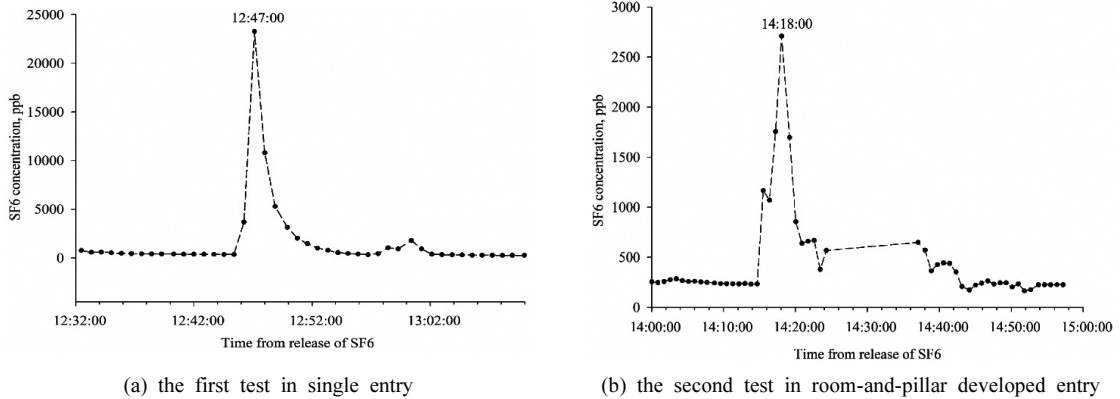 12:47:00
25000
20000
15000
10000
5000
0
-5000
SF6 concentration, ppb
12:32:00 12:42:00 12:52:00 13:02:00
Time from release of SF6
(a) the first test in single entry
14:18:00
3000
2500
2000
1500
1000
500
0
SF6 concentration, ppb
14:00:00 14:10:00 14:20:00 14:30:00 14:40:00 14:50:00 15:00:00
Time from release of SF6
(b) the second test in room-and-pillar developed entry